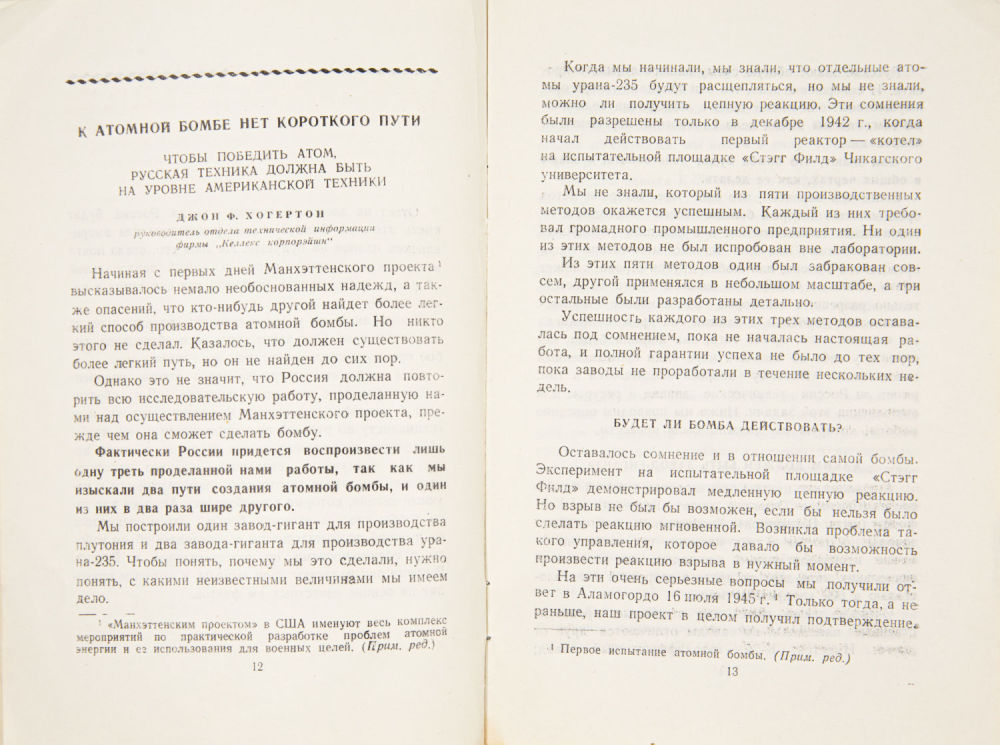 К АТОМНОЙ БОМБЕ НЕТ КОРОТКОГО ПУТИ
ЧТОБЫ ПОБЕДИТЬ АТОМ,
РУССКАЯ ТЕХНИКА ДОЛЖНА БЫТЬ
НА УРОВНЕ АМЕРИКАНСКОЙ ТЕХНИКИ
ДЖОН Ф. ХОГЕРТОН
руководитель отдела технической информации
фирмы „Келлекс корпорэйшн"
Начиная с первых дней Манхэттенского проекта¹
высказывалось немало необоснованных надежд, а так-
же опасений, что кто-нибудь другой найдет более лег-
кий способ производства атомной бомбы. Но никто
этого не сделал. Казалось, что должен существовать
более легкий путь, но он не найден до сих пор.
Однако это не значит, что Россия должна повто-
рить всю исследовательскую работу, проделанную на-
ми над осуществлением Манхэттенского проекта, пре-
жде чем она сможет сделать бомбу.
Фактически России придется воспроизвести лишь
одну треть проделанной нами работы, так как мы
изыскали два пути создания атомной бомбы, и один
из них в два раза шире другого.
Мы построили один завод-гигант для производства
плутония и два завода-гиганта для производства ура-
на-235. Чтобы понять, почему мы это сделали, нужно
понять, с какими неизвестными величинами мы имеем
дело.
¹ «Манхэттенским проектом» в США именуют весь комплекс
мероприятий по практической разработке проблем атомной
энергии и ее использования для военных целей. (Прим. ред.)
12
Когда мы начинали, мы знали, что отдельные ато-
мы урана-235 будут расщепляться, но мы не знали,
можно ли получить цепную реакцию. Эти сомнения
были разрешены только в декабре 1942 г., когда
начал действовать первый реактор — «котел»
на испытательной площадке «Стэгг Филд» Чикагского
университета.
Мы не знали, который из пяти производственных
методов окажется успешным. Каждый из них требо-
вал громадного промышленного предприятия. Ни один
из этих методов не был испробован вне лаборатории.
Из этих пяти методов один был забракован сов-
сем, другой применялся в небольшом масштабе, а три
остальные были разработаны детально.
Успешность каждого из этих трех методов остава-
лась под сомнением, пока не началась настоящая ра-
бота, и полной гарантии успеха не было до тех пор,
пока заводы не проработали в течение нескольких не-
дель.
БУДЕТ ЛИ БОМБА ДЕЙСТВОВАТЬ?
Оставалось сомнение и в отношении самой бомбы.
Эксперимент на испытательной площадке «Стэгг
Филд» демонстрировал медленную цепную реакцию.
Но взрыв не был бы возможен, если бы нельзя было
сделать реакцию мгновенной. Возникла проблема та-
кого управления, которое давало бы возможность
произвести реакцию взрыва в нужный момент.
На эти очень серьезные вопросы мы получили от-
вет в Аламогордо 16 июля 1945 г.¹ Только тогда, а не
раньше, наш проект в целом получил подтверждение.
¹ Первое испытание атомной бомбы. (Прим. ред.)
13